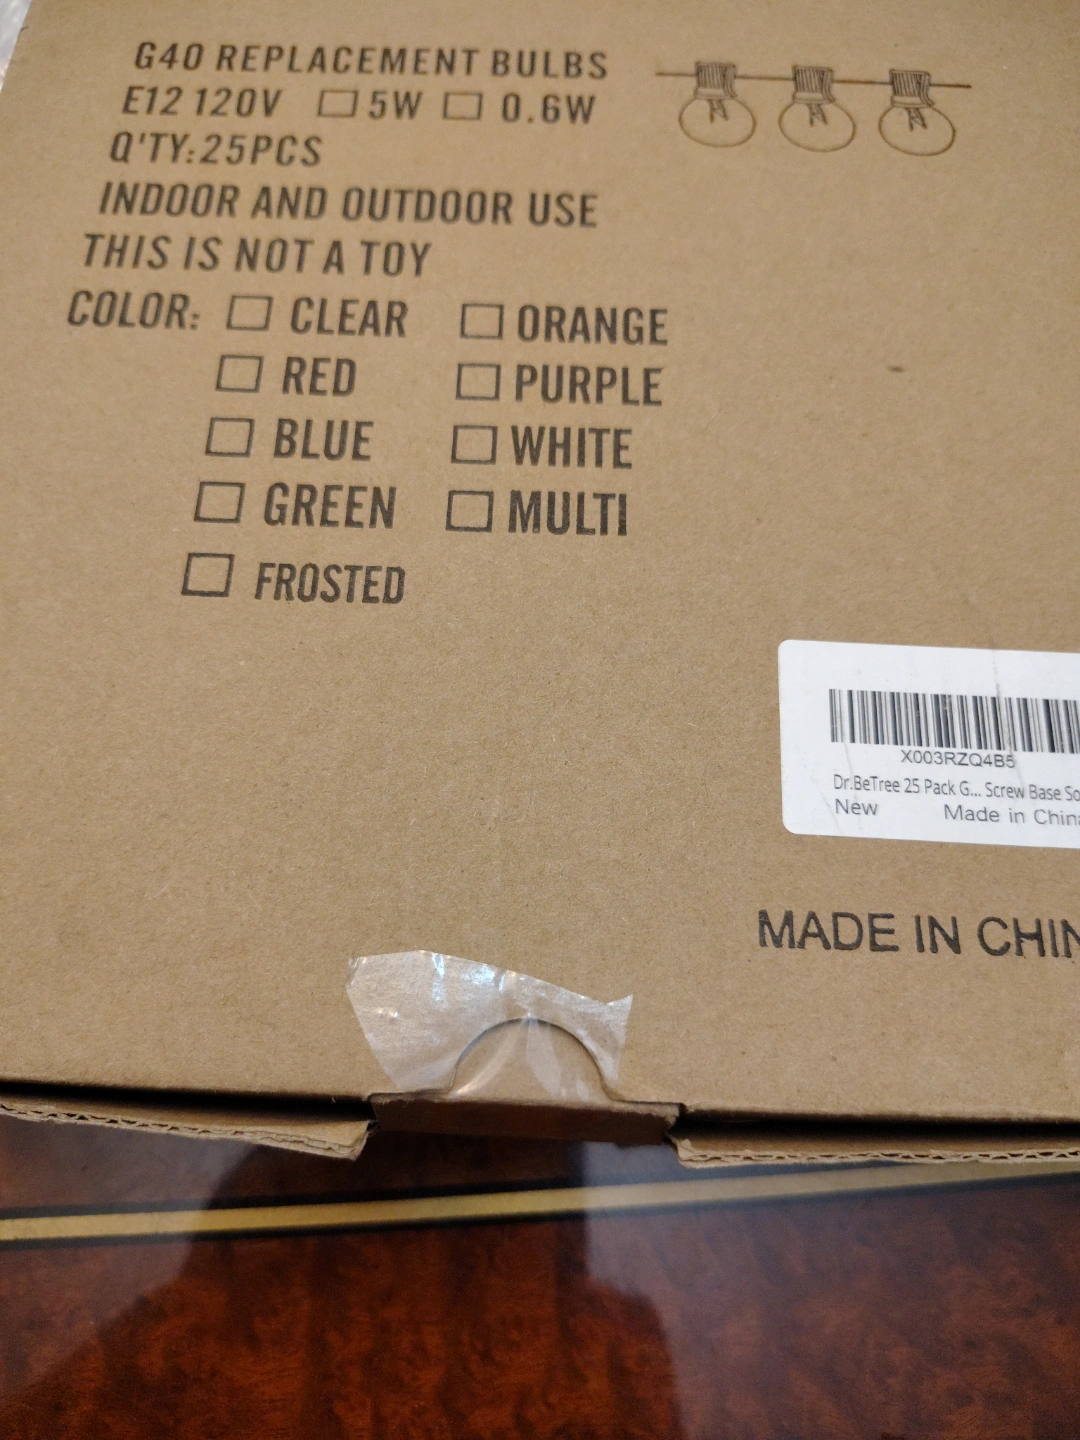 G40 REPLACEMENT BULBS
E12 120V ☐ 5W ☐ 0.6W
Q'TY:25PCS
INDOOR AND OUTDOOR USE
THIS IS NOT A TOY
COLOR: ☐ CLEAR ☐ ORANGE
☐ RED ☐ PURPLE
☐ BLUE ☐ WHITE
☐ GREEN ☐ MULTI
☐ FROSTED
X003RZQ4B5
Dr.BeTree 25 Pack G... Screw Base So
New Made in China
MADE IN CHIN